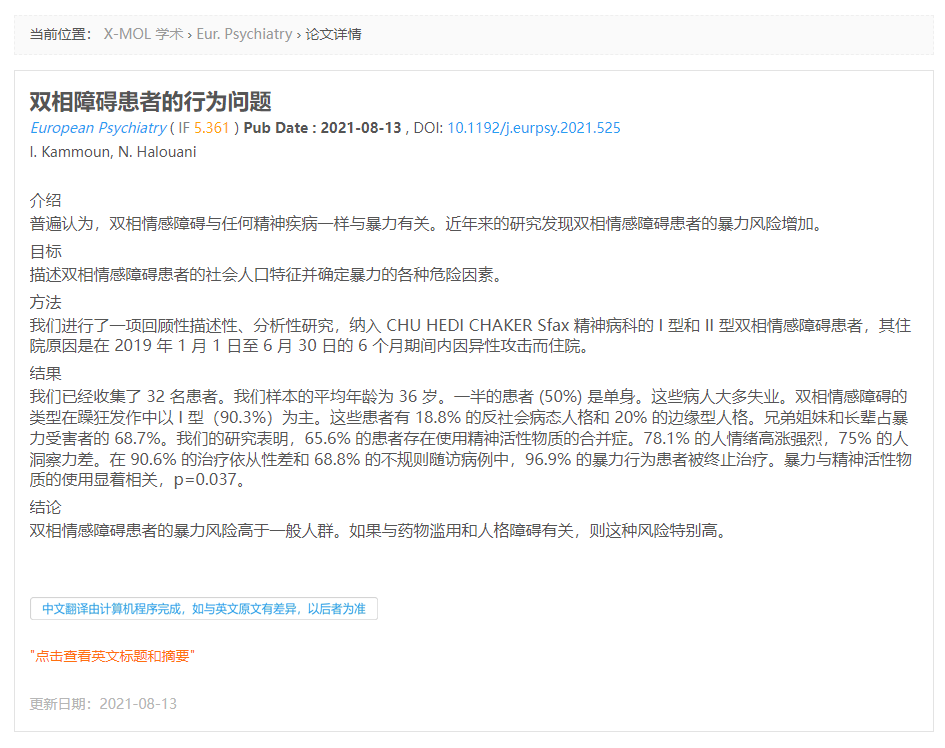 当前位置： X-MOL 学术 › Eur. Psychiatry › 论文详情
双相障碍患者的行为问题
European Psychiatry ( IF 5.361 ) Pub Date : 2021-08-13 , DOI: 10.1192/j.eurpsy.2021.525
I. Kammoun, N. Halouani
介绍
普遍认为，双相情感障碍与任何精神疾病一样与暴力有关。近年来的研究发现双相情感障碍患者的暴力风险增加。
目标
描述双相情感障碍患者的社会人口特征并确定暴力的各种危险因素。
方法
我们进行了一项回顾性描述性、分析性研究，纳入 CHU HEDI CHAKER Sfax 精神病科的 I 型和 II 型双相情感障碍患者，其住
院原因是在 2019 年 1 月 1 日至 6 月 30 日的 6 个月期间内因异性攻击而住院。
结果
我们已经收集了 32 名患者。我们样本的平均年龄为 36 岁。一半的患者 (50%) 是单身。这些病人大多失业。双相情感障碍的
类型在躁狂发作中以 I 型（90.3%）为主。这些患者有 18.8% 的反社会病态人格和 20% 的边缘型人格。兄弟姐妹和长辈占暴
力受害者的 68.7%。我们的研究表明，65.6% 的患者存在使用精神活性物质的合并症。78.1% 的人情绪高涨强烈，75% 的人
洞察力差。在 90.6% 的治疗依从性差和 68.8% 的不规则随访病例中，96.9% 的暴力行为患者被终止治疗。暴力与精神活性物
质的使用显着相关，p=0.037。
结论
双相情感障碍患者的暴力风险高于一般人群。如果与药物滥用和人格障碍有关，则这种风险特别高。
中文翻译由计算机程序完成，如与英文原文有差异，以后者为准
"点击查看英文标题和摘要"
更新日期：2021-08-13